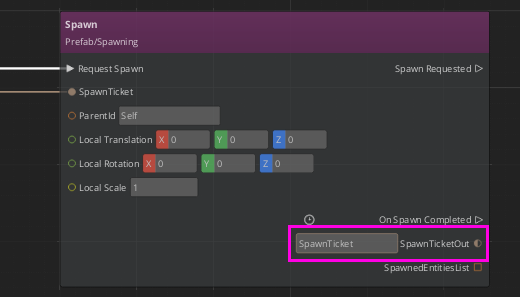 Spawn
Prefab/Spawning
Request Spawn Spawn Requested
SpawnTicket
ParentId Self
Local Translation X 0 Y 0 Z 0
Local Rotation X 0 Y 0 Z 0
Local Scale 1
On Spawn Completed
SpawnTicket SpawnTicketOut
SpawnedEntitiesList